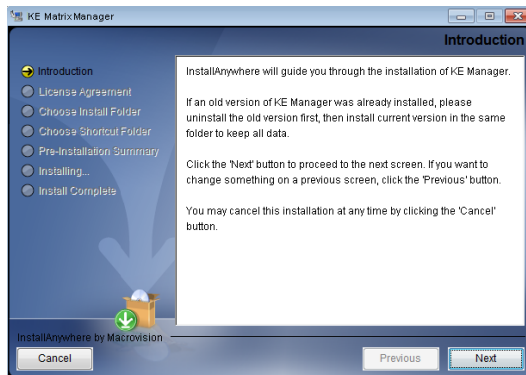 KE MatrixManager
Introduction
Introduction
License Agreement
Choose Install Folder
Choose Shortcut Folder
Pre-Installation Summary
Installing...
Install Complete
InstallAnywhere will guide you through the installation of KE Manager.
If an old version of KE Manager was already installed, please
uninstall the old version first, then install current version in the same
folder to keep all data.
Click the 'Next' button to proceed to the next screen. If you want to
change something on a previous screen, click the 'Previous' button.
You may cancel this installation at any time by clicking the 'Cancel'
button.
InstallAnywhere by Macrovision
Cancel
Previous
Next